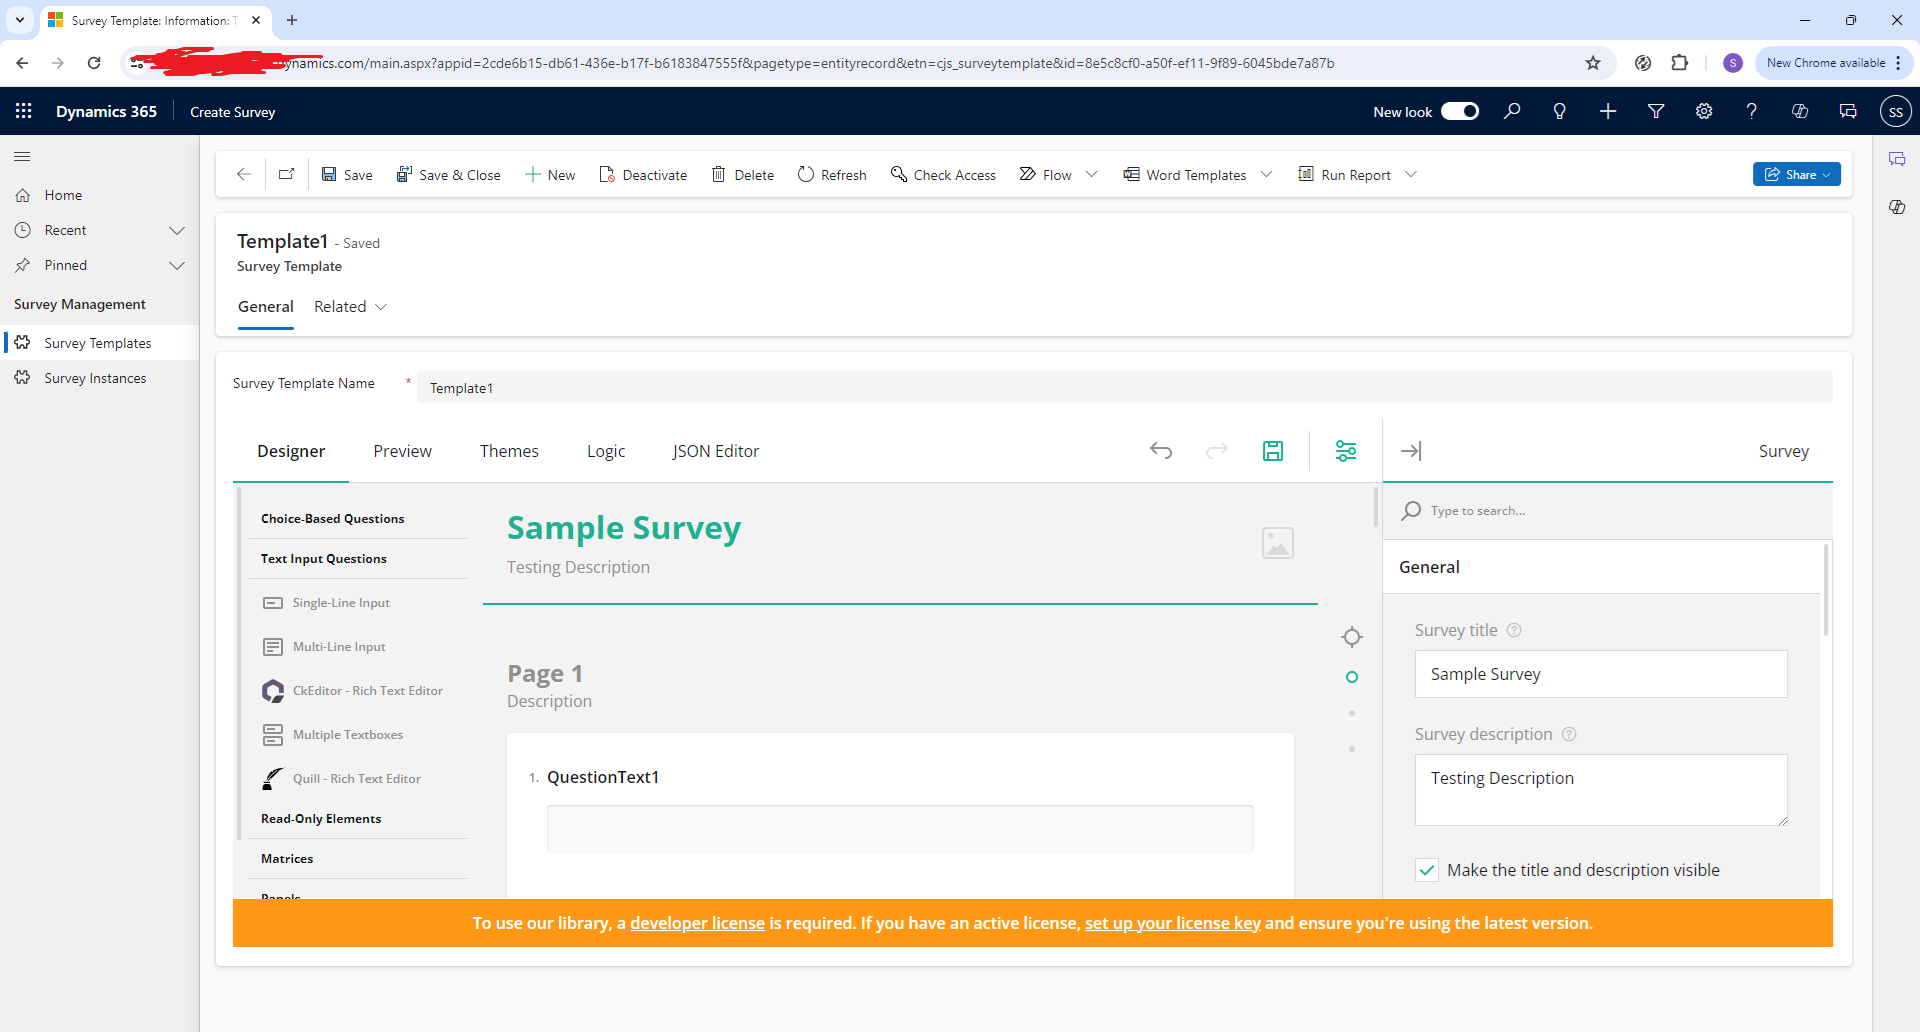 Survey Template: Information: T
ynamics.com/main.aspx?appid=2cde6b15-db61-436e-b17f-b6183847555f&pagetype=entityrecord&etn=cjs_surveytemplate&id=8e5c8cf0-a50f-ef11-9f89-6045bde7a87b
S
New Chrome available
Dynamics 365
Create Survey
New look
SS
Save
Save & Close
New
Deactivate
Delete
Refresh
Check Access
Flow
Word Templates
Run Report
Share
Home
Recent
Pinned
Survey Management
Survey Templates
Survey Instances
Template1 - Saved
Survey Template
General
Related
Survey Template Name *
Template1
Designer
Preview
Themes
Logic
JSON Editor
Survey
Choice-Based Questions
Text Input Questions
Single-Line Input
Multi-Line Input
CkEditor - Rich Text Editor
Multiple Textboxes
Quill - Rich Text Editor
Read-Only Elements
Matrices
Panels
Sample Survey
Testing Description
Page 1
Description
1. QuestionText1
Type to search...
General
Survey title
Sample Survey
Survey description
Testing Description
Make the title and description visible
To use our library, a developer license is required. If you have an active license, set up your license key and ensure you're using the latest version.